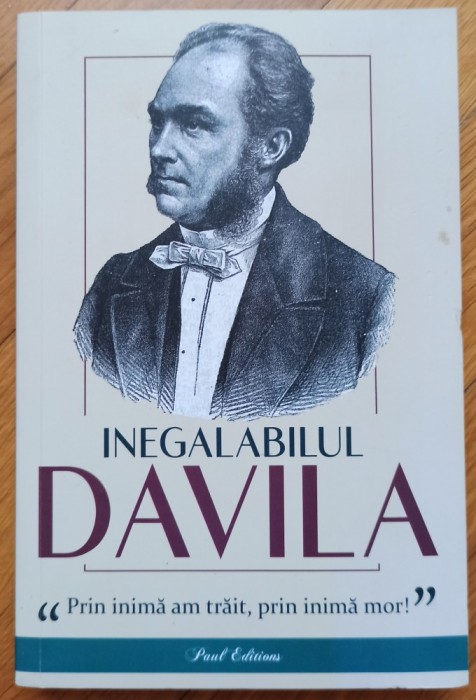 INEGALABILUL
DAVILA
“Prin inimă am trăit, prin inimă mor!”
Paul Editions